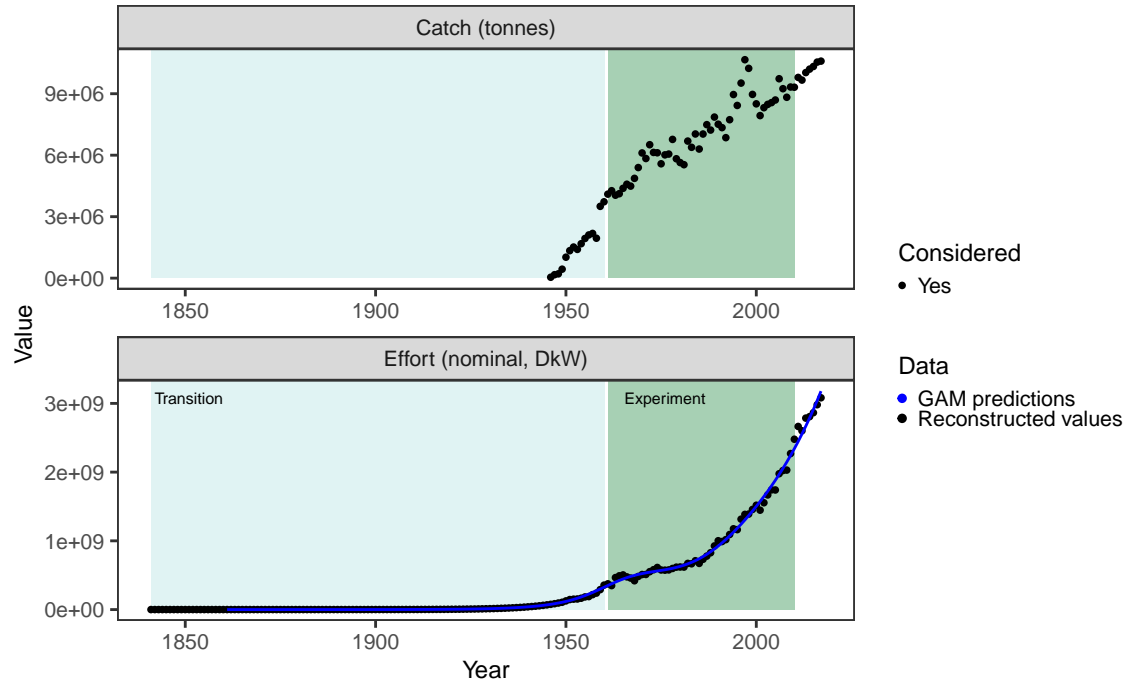 Catch (tonnes)
9e+06
6e+06
3e+06
0e+00
1850 1900 1950 2000
Value
Effort (nominal, DkW)
Transition Experiment
3e+09
2e+09
1e+09
0e+00
1850 1900 1950 2000
Year
Considered
Yes
Data
GAM predictions
Reconstructed values